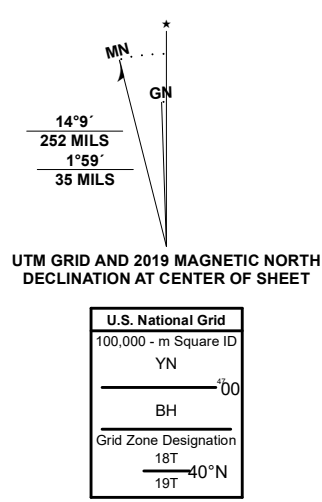 ★
MN
GN
14°9´
252 MILS
1°59´
35 MILS
UTM GRID AND 2019 MAGNETIC NORTH
DECLINATION AT CENTER OF SHEET
U.S. National Grid
100,000 - m Square ID
YN
4700
BH
Grid Zone Designation
18T
40°N
19T